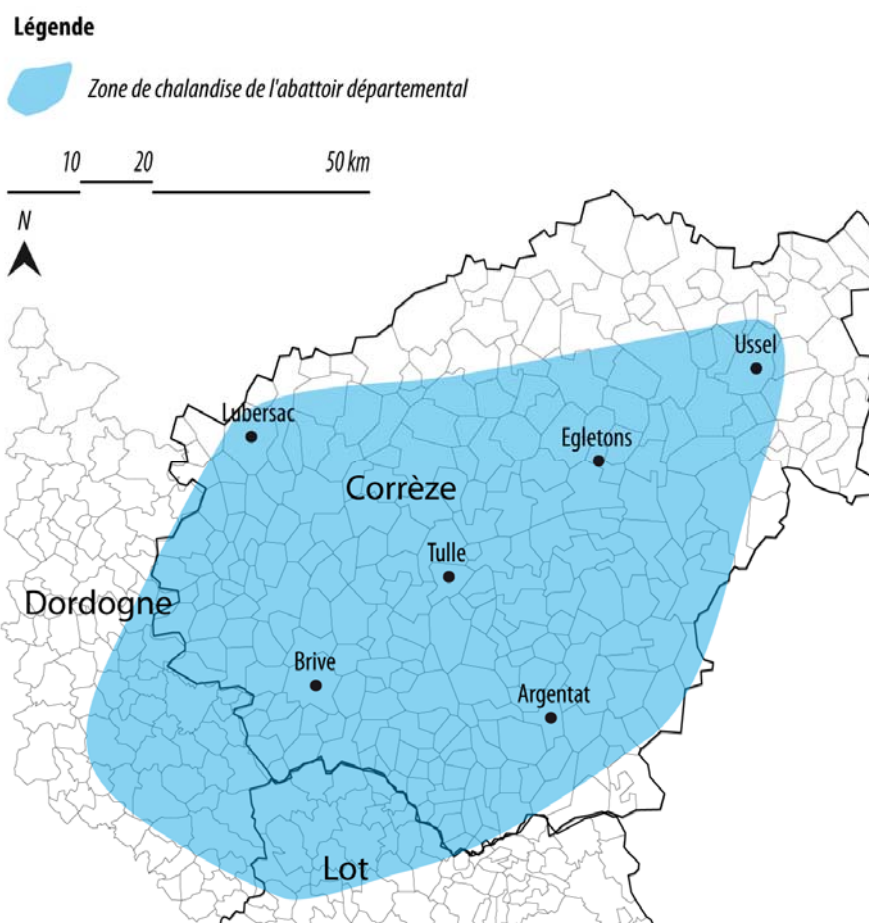 Légende
Zone de chalandise de l'abattoir départemental
10 20 50 km
N
Ussel
Lubersac
Egletons
Corrèze
Tulle
Dordogne
Brive
Argentat
Lot